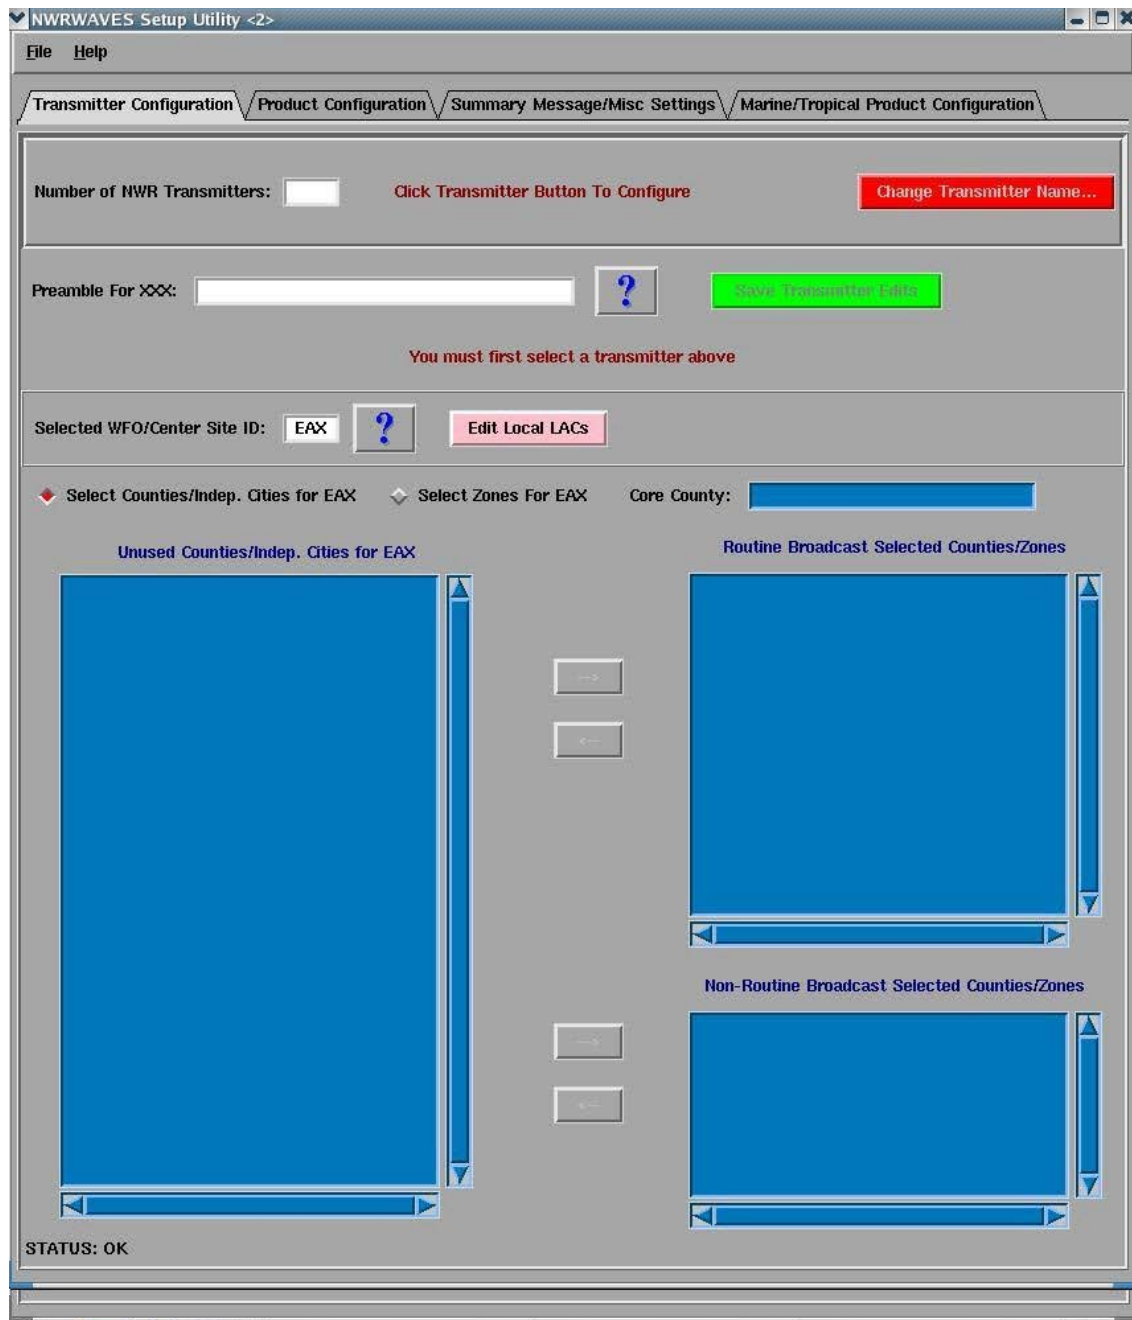 NWRWAVES Setup Utility <2>
File Help
Transmitter Configuration Product Configuration Summary Message/Misc Settings Marine/Tropical Product Configuration
Number of NWR Transmitters: Click Transmitter Button To Configure Change Transmitter Name...
Preamble For XXX: ? Save Transmitter Edits
You must first select a transmitter above
Selected WFO/Center Site ID: EAX ? Edit Local LACs
Select Counties/Indep. Cities for EAX Select Zones For EAX Core County:
Unused Counties/Indep. Cities for EAX Routine Broadcast Selected Counties/Zones
-->
<--
Non-Routine Broadcast Selected Counties/Zones
-->
<--
STATUS: OK